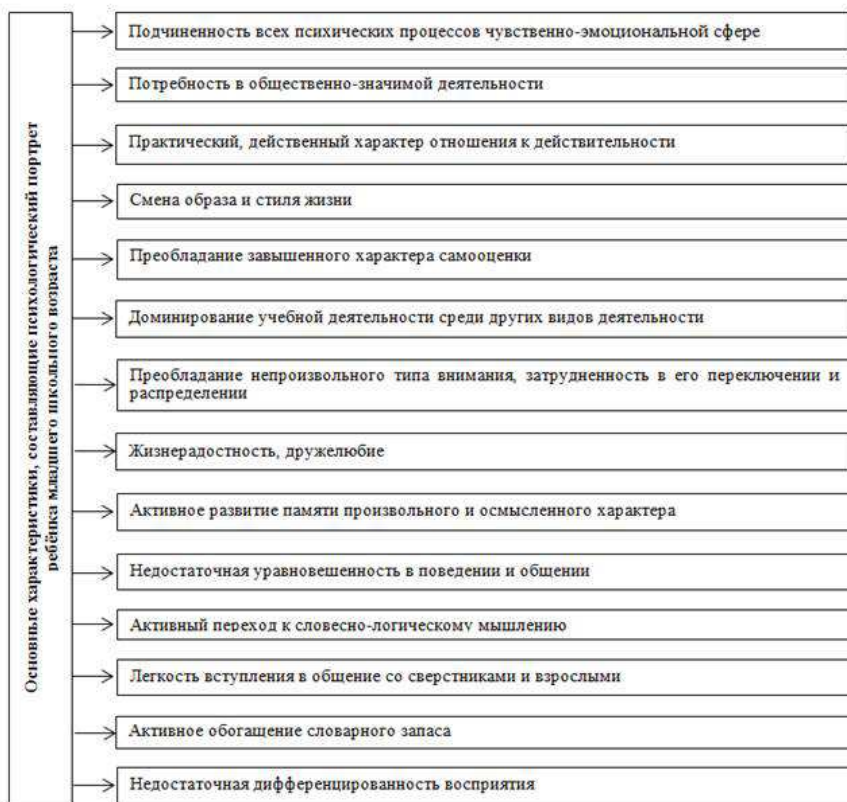 Основные характеристики, составляющие психологический портрет
ребёнка младшего школьного возраста
Подчиненность всех психических процессов чувственно-эмоциональной сфере
Потребность в общественно-значимой деятельности
Практический, действенный характер отношения к действительности
Смена образа и стиля жизни
Преобладание завышенного характера самооценки
Доминирование учебной деятельности среди других видов деятельности
Преобладание непроизвольного типа внимания, затрудненность в его переключении и
распределении
Жизнерадостность, дружелюбие
Активное развитие памяти произвольного и осмысленного характера
Недостаточная уравновешенность в поведении и общении
Активный переход к словесно-логическому мышлению
Легкость вступления в общение со сверстниками и взрослыми
Активное обогащение словарного запаса
Недостаточная дифференцированность восприятия